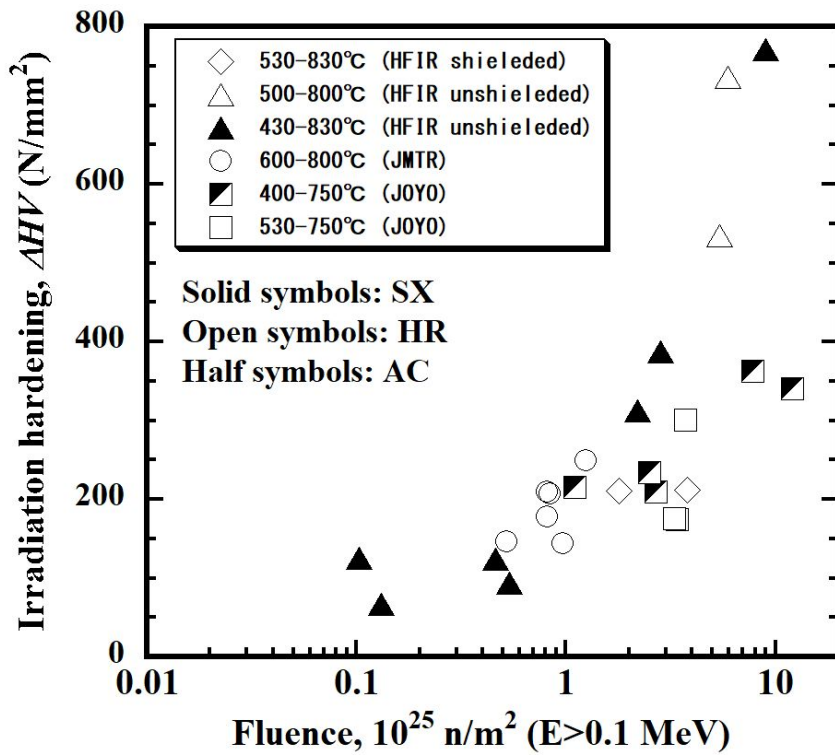 800
600
400
200
0
Irradiation hardening, ΔHV (N/mm²)
530-830℃ (HFIR shieleded)
500-800℃ (HFIR unshieleded)
430-830℃ (HFIR unshieleded)
600-800℃ (JMTR)
400-750℃ (JOYO)
530-750℃ (JOYO)
Solid symbols: SX
Open symbols: HR
Half symbols: AC
0.01 0.1 1 10
Fluence, 10²⁵ n/m² (E>0.1 MeV)